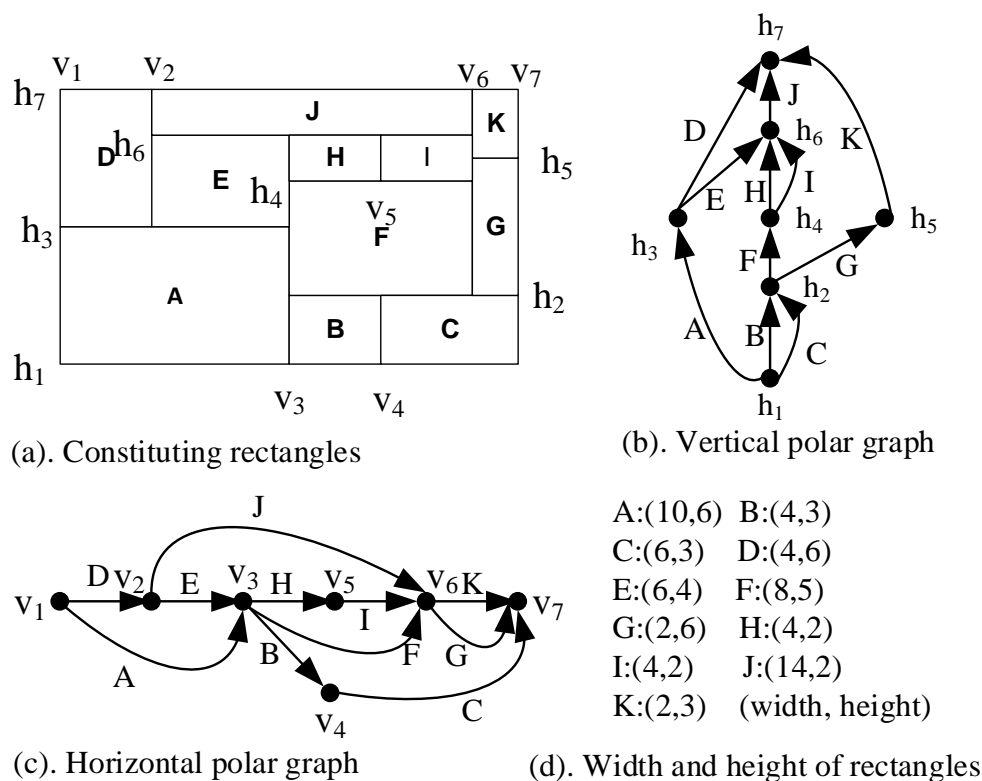 v1 v2 v6 v7
h7
J
K
D h6
H I
h5
E
h4
v5
F
G
h3
A
h2
B C
h1
v3 v4
(a). Constituting rectangles
h7
J
D
h6
K
E H I
h3
h4
h5
F
G
h2
A
B
C
h1
(b). Vertical polar graph
J
D v2 E v3 H v5 v6 K
v1
v7
I
B F G
A
v4
C
(c). Horizontal polar graph
A:(10,6) B:(4,3)
C:(6,3) D:(4,6)
E:(6,4) F:(8,5)
G:(2,6) H:(4,2)
I:(4,2) J:(14,2)
K:(2,3) (width, height)
(d). Width and height of rectangles